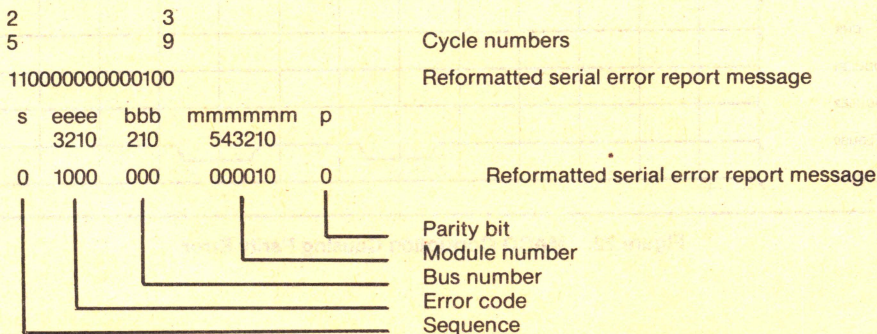 2 3
5 9 Cycle numbers
110000000000100 Reformatted serial error report message
s eeee bbb mmmmmmm p
3210 210 543210
0 1000 000 000010 0 Reformatted serial error report message
Parity bit
Module number
Bus number
Error code
Sequence